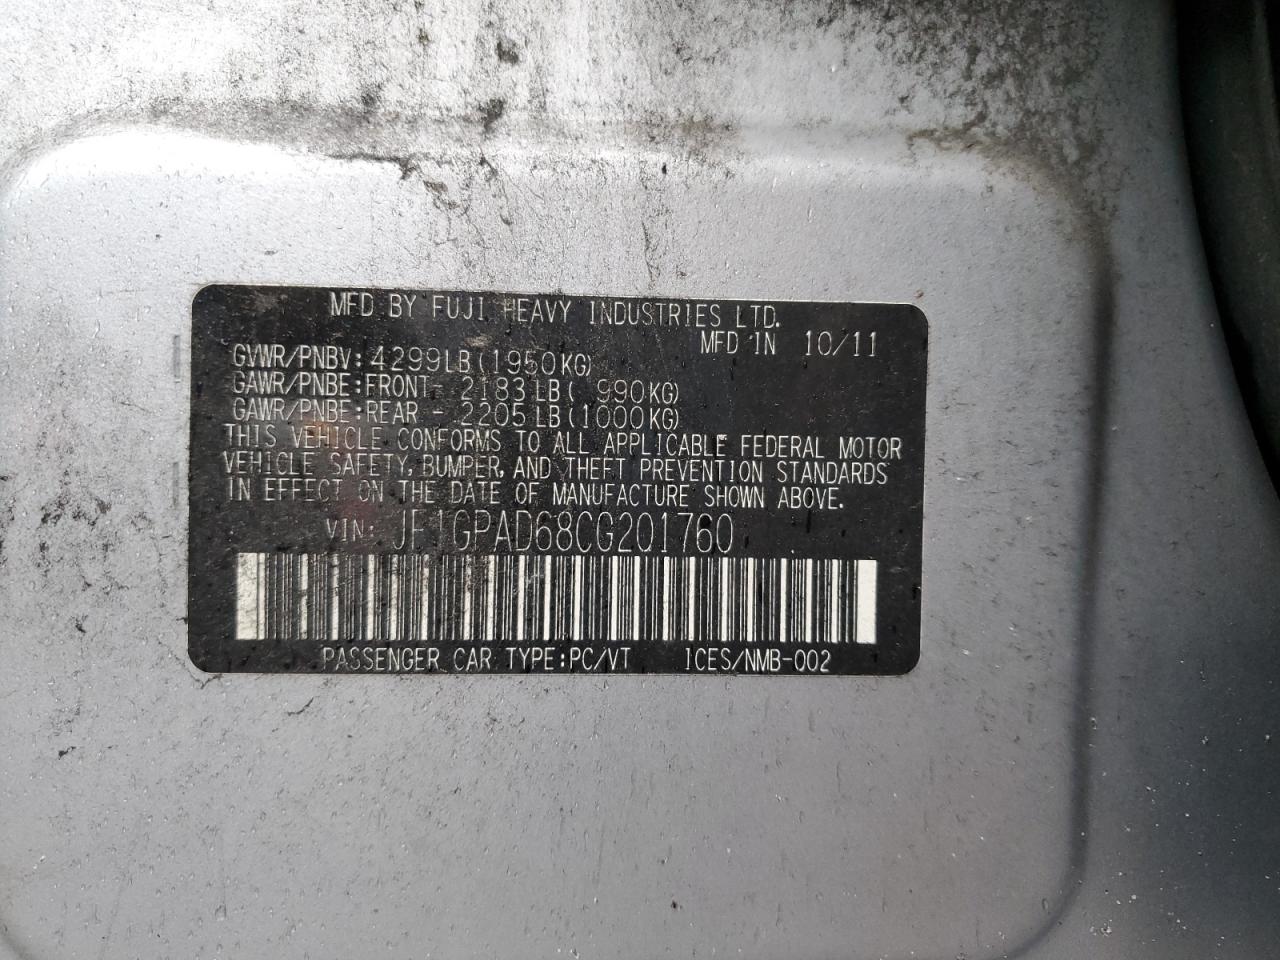 MFD BY FUJI HEAVY INDUSTRIES LTD.
MFD IN 10/11
GVWR/PNBV: 4299LB(1950KG)
GAWR/PNBE:FRONT- 2183LB( 990KG)
GAWR/PNBE:REAR - 2205LB(1000KG)
THIS VEHICLE CONFORMS TO ALL APPLICABLE FEDERAL MOTOR
VEHICLE SAFETY, BUMPER, AND THEFT PREVENTION STANDARDS
IN EFFECT ON THE DATE OF MANUFACTURE SHOWN ABOVE.
VIN: JF1GPAD68CG201760
PASSENGER CAR TYPE:PC/VT ICES/NMB-002